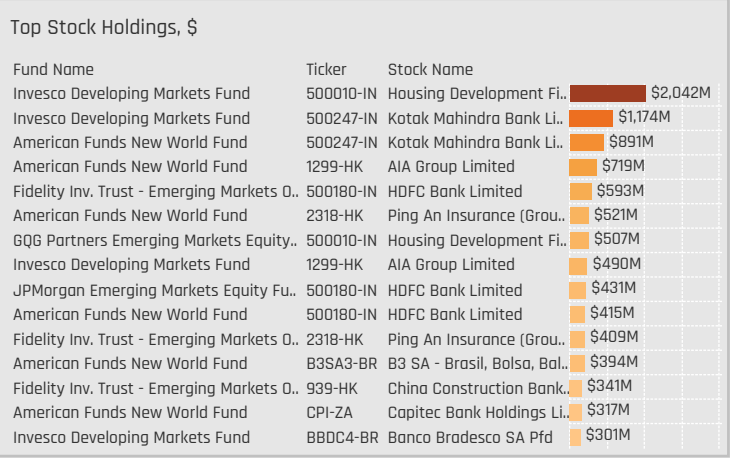 Top Stock Holdings, $
Fund Name Ticker Stock Name
Invesco Developing Markets Fund 500010-IN Housing Development Fi.. $2,042M
Invesco Developing Markets Fund 500247-IN Kotak Mahindra Bank Li.. $1,174M
American Funds New World Fund 500247-IN Kotak Mahindra Bank Li.. $891M
American Funds New World Fund 1299-HK AIA Group Limited $719M
Fidelity Inv. Trust - Emerging Markets O.. 500180-IN HDFC Bank Limited $593M
American Funds New World Fund 2318-HK Ping An Insurance (Grou.. $521M
GQG Partners Emerging Markets Equity.. 500010-IN Housing Development Fi.. $507M
Invesco Developing Markets Fund 1299-HK AIA Group Limited $490M
JPMorgan Emerging Markets Equity Fu.. 500180-IN HDFC Bank Limited $431M
American Funds New World Fund 500180-IN HDFC Bank Limited $415M
Fidelity Inv. Trust - Emerging Markets O.. 2318-HK Ping An Insurance (Grou.. $409M
American Funds New World Fund B3SA3-BR B3 SA - Brasil, Bolsa, Bal.. $394M
Fidelity Inv. Trust - Emerging Markets O.. 939-HK China Construction Bank.. $341M
American Funds New World Fund CPI-ZA Capitec Bank Holdings Li.. $317M
Invesco Developing Markets Fund BBDC4-BR Banco Bradesco SA Pfd $301M